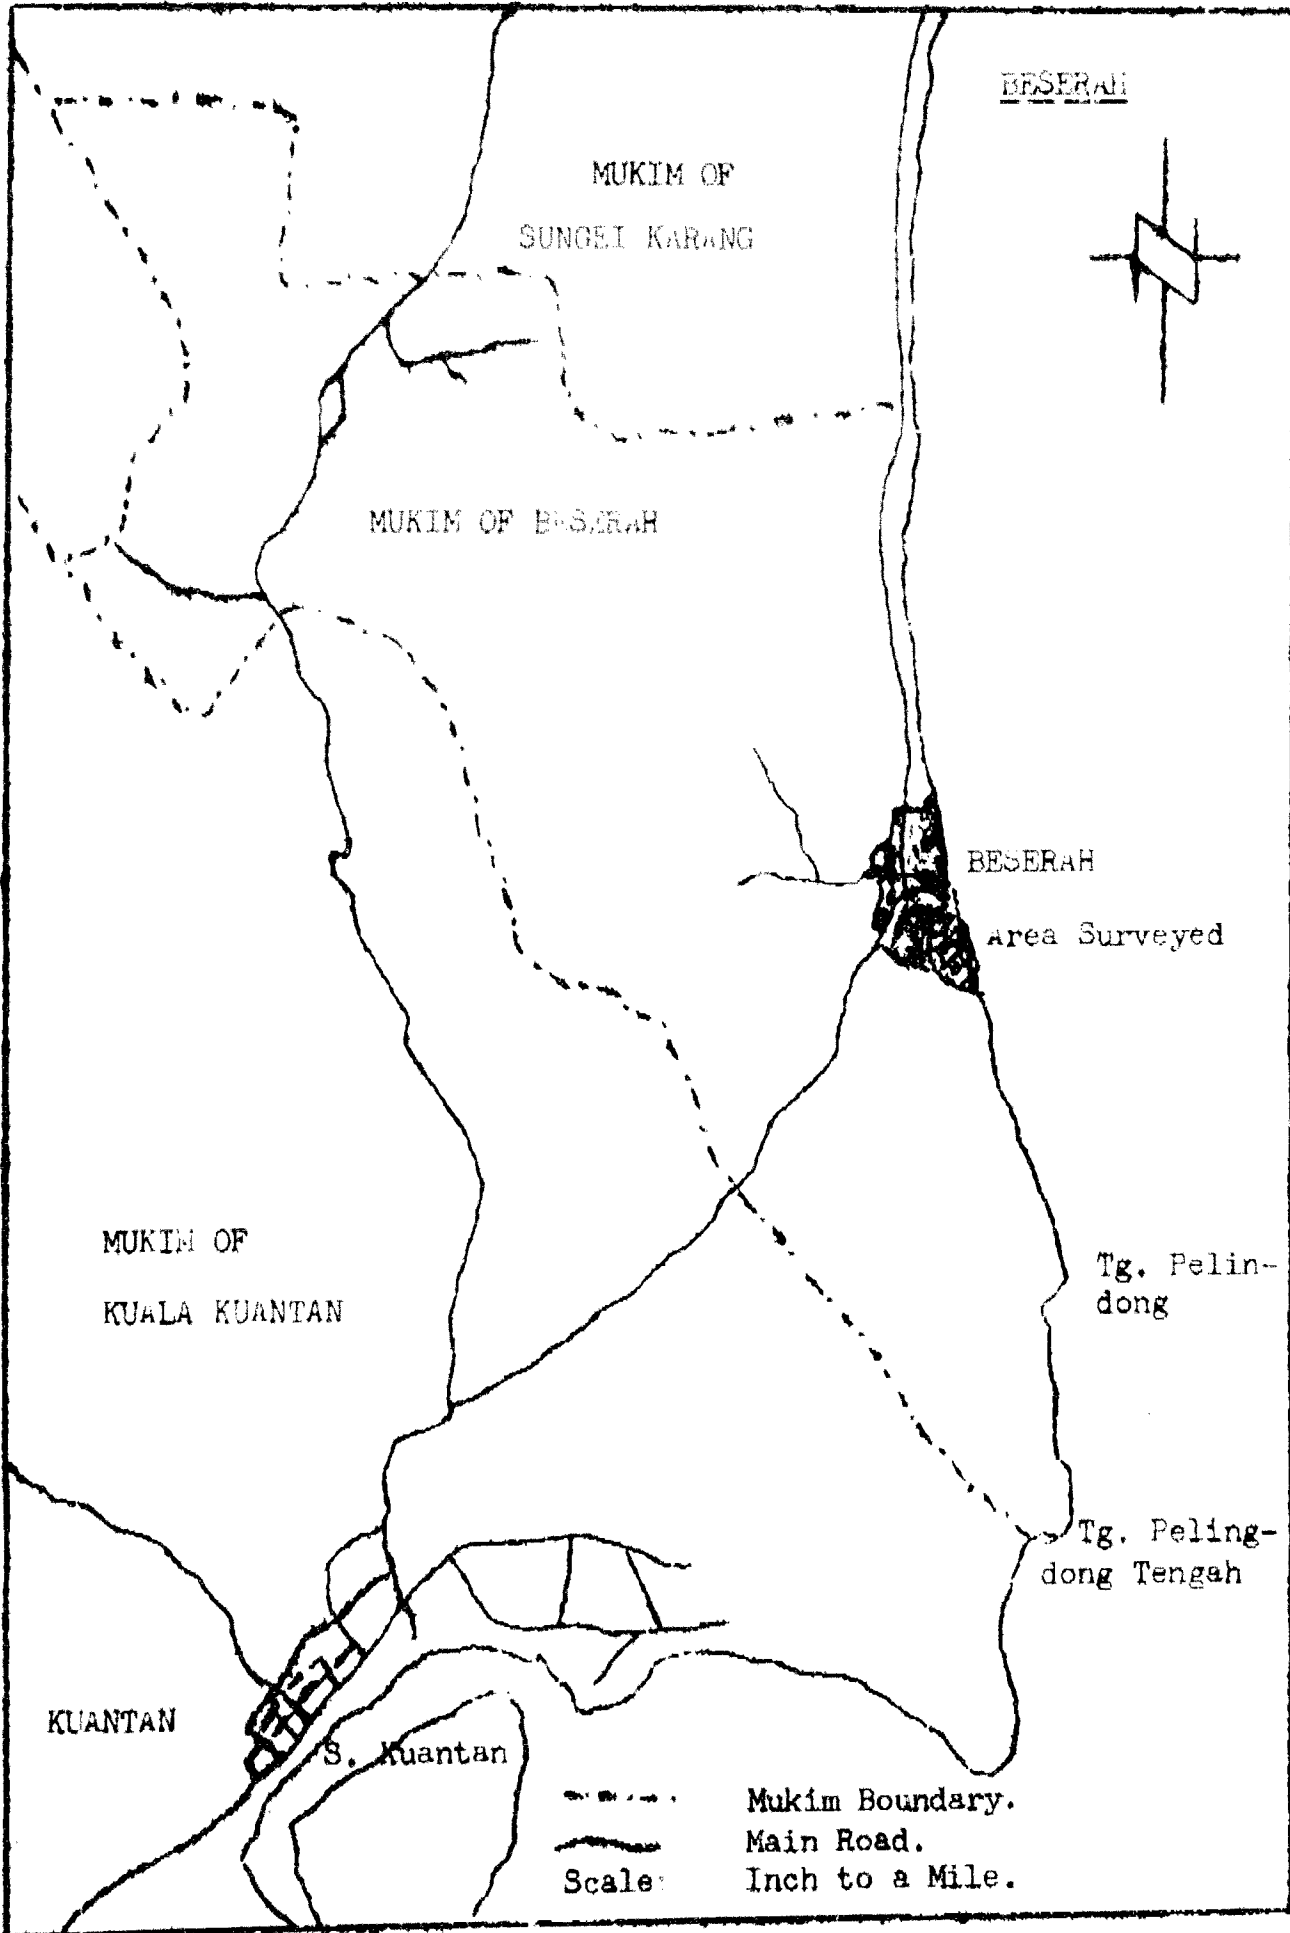 BESERAH
MUKIM OF
SUNGEI KARANG
MUKIM OF BESERAH
BESERAH
Area Surveyed
MUKIM OF
KUALA KUANTAN
Tg. Pelin-
dong
Tg. Peling-
dong Tengah
KUANTAN
S. Kuantan
Mukim Boundary.
Main Road.
Scale: Inch to a Mile.